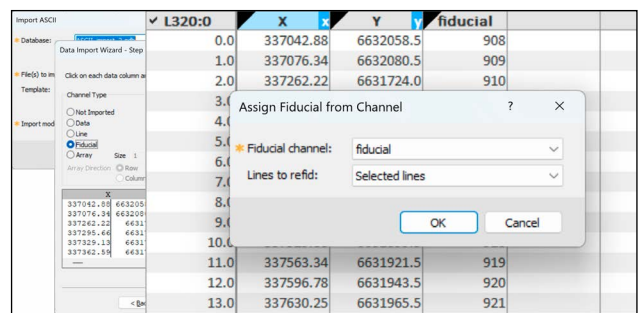 Import ASCII
* Database:
Data Import Wizard - Step
* File(s) to im
Click on each data column a
Template:
Channel Type
Not Imported
Data
* Import mod
Line
Fiducial
Array Size 1
Array Direction Row
Column
X
337042.88 663205
337076.34 663208
337262.22 6631
337295.66 6631
337329.13 6631
337362.59 6631
< Ba
✓ L320:0 X x Y y fiducial
0.0 337042.88 6632058.5 908
1.0 337076.34 6632080.5 909
2.0 337262.22 6631724.0 910
3.0
4.0
5.0
6.0
7.0
8.0
9.0
10.0
11.0 337563.34 6631921.5 919
12.0 337596.78 6631943.5 920
13.0 337630.25 6631965.5 921
Assign Fiducial from Channel ? ×
* Fiducial channel: fiducial
Lines to refid: Selected lines
OK Cancel